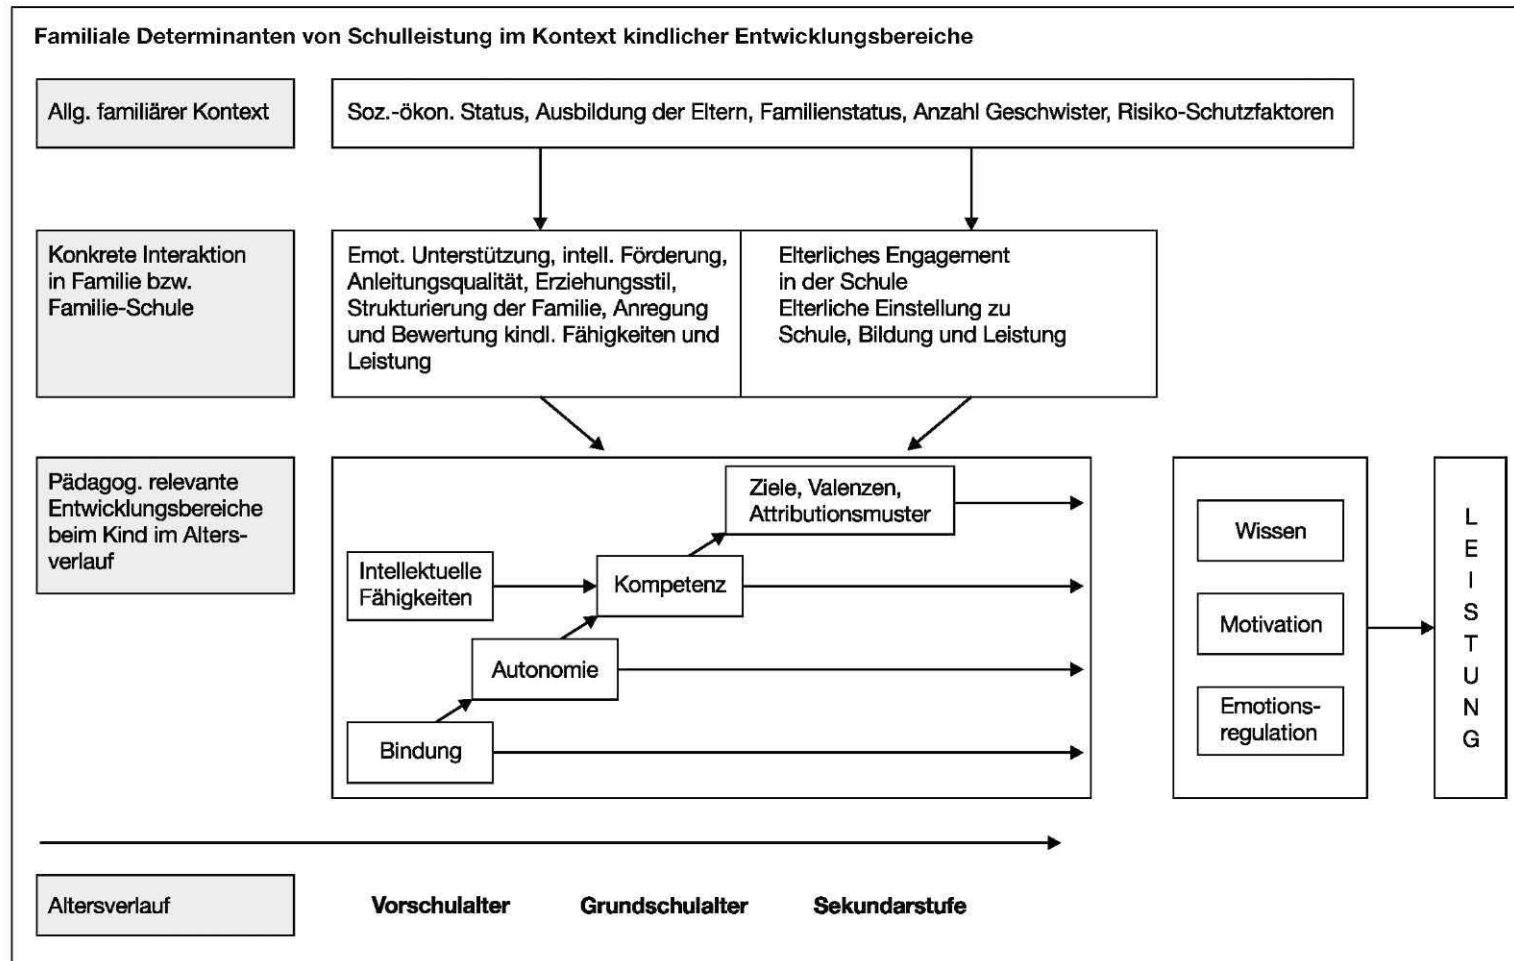 Familiale Determinanten von Schulleistung im Kontext kindlicher Entwicklungsbereiche
Allg. familiärer Kontext
Soz.-ökon. Status, Ausbildung der Eltern, Familienstatus, Anzahl Geschwister, Risiko-Schutzfaktoren
Konkrete Interaktion
in Familie bzw.
Familie-Schule
Emot. Unterstützung, intell. Förderung,
Anleitungsqualität, Erziehungsstil,
Strukturierung der Familie, Anregung
und Bewertung kindl. Fähigkeiten und
Leistung
Elterliches Engagement
in der Schule
Elterliche Einstellung zu
Schule, Bildung und Leistung
Pädagog. relevante
Entwicklungsbereiche
beim Kind im Alters-
verlauf
Ziele, Valenzen,
Attributionsmuster
Intellektuelle
Fähigkeiten
Kompetenz
Autonomie
Bindung
Wissen
Motivation
Emotions-
regulation
LEISTUNG
Altersverlauf
Vorschulalter
Grundschulalter
Sekundarstufe